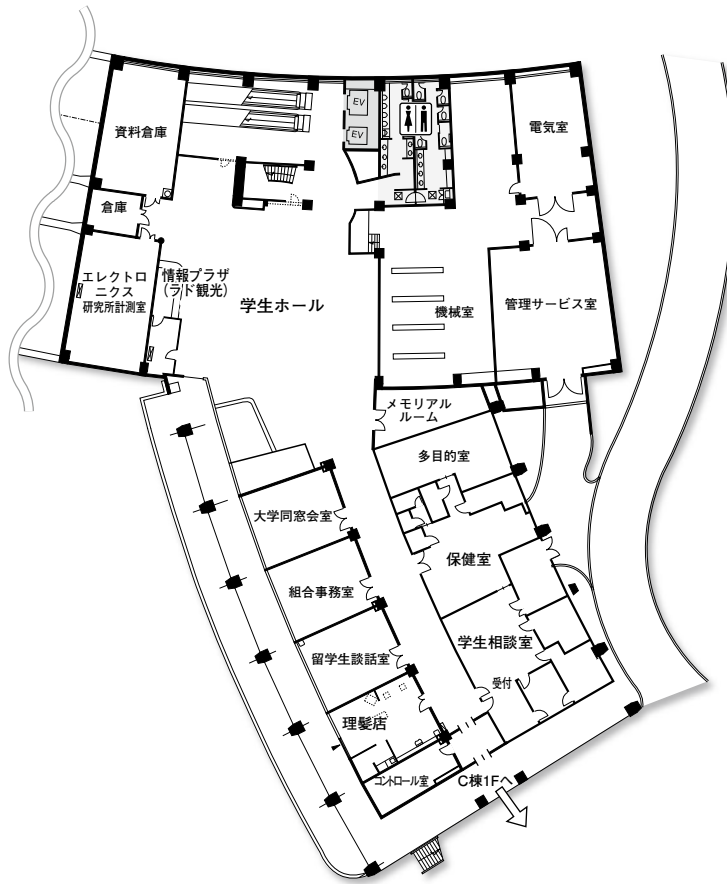 EV
EV
資料倉庫
電気室
倉庫
エレクトロ
ニクス
研究所計測室
情報プラザ
(ラド観光)
学生ホール
機械室
管理サービス室
メモリアル
ルーム
多目的室
大学同窓会室
保健室
組合事務室
学生相談室
留学生談話室
受付
理髪店
コントロール室
C棟1Fへ